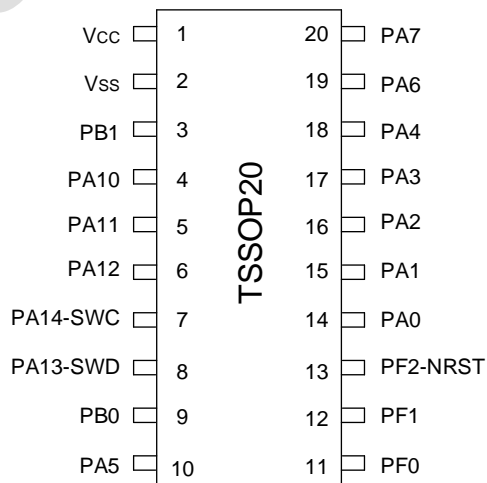 Vcc 1 20 PA7
Vss 2 19 PA6
PB1 3 18 PA4
PA10 4 17 PA3
PA11 5 16 PA2
PA12 6 15 PA1
PA14-SWC 7 14 PA0
PA13-SWD 8 13 PF2-NRST
PB0 9 12 PF1
PA5 10 11 PF0
TSSOP20